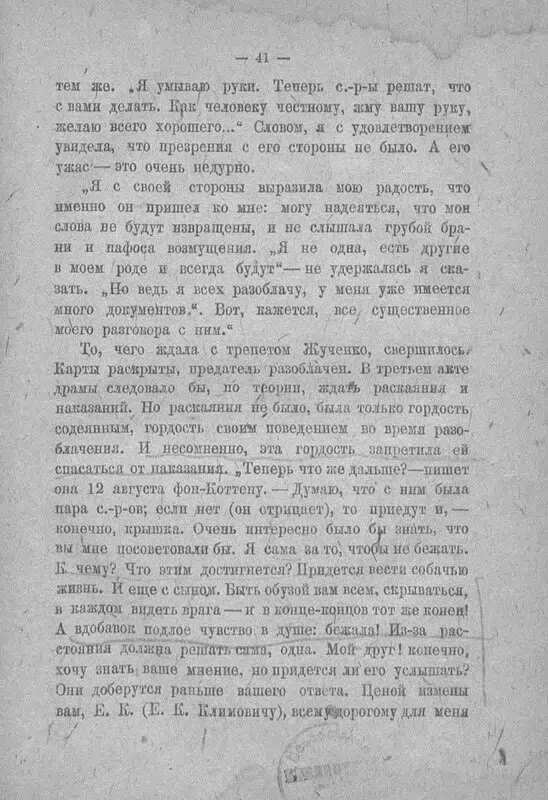 — 41 —
тем же. „Я умываю руки. Теперь с.-р-ы решат, что
с вами делать. Как человеку честному, жму вашу руку,
желаю всего хорошего...“ Словом, я с удовлетворением
увидела, что презрения с его стороны не было. А его
ужас — это очень недурно.
„Я с своей стороны выразила мою радость, что
именно он пришел ко мне: могу надеяться, что мои
слова не будут извращены, и не слышала грубой бра-
ни и пафоса возмущения. „Я не одна, есть другие
в моем роде и всегда будут“ — не удержалась я ска-
зать. „Но ведь я всех разоблачу, у меня уже имеется
много документов.“. Вот, кажется, все существенное
моего разговора с ним.“
То, чего ждала с трепетом Жученко, свершилось.
Карты раскрыты, предатель разоблачен. В третьем акте
драмы следовало бы, по теории, ждать раскаяния и
наказаний. Но раскаяния не было, была только гордость
содеянным, гордость своим поведением во время разо-
блачения. И несомненно, эта гордость запретила ей
спасаться от наказания. „Теперь что же дальше?—пишет
она 12 августа фон-Коттену. — Думаю, что с ним была
пара с.-р-ов; если нет (он отрицает), то приедут и,—
конечно, крышка. Очень интересно было бы знать, что
вы мне посоветовали бы. Я сама за то, чтобы не бежать.
К чему? Что этим достигнется? Придется вести собачью
жизнь. И еще с сыном. Быть обузой вам всем, скрываться,
в каждом видеть врага — и в конце-концов тот же конец!
А вдобавок подлое чувство в душе: бежала! Из-за рас-
стояния должна решать сама, одна. Мой друг! конечно,
хочу знать ваше мнение, но придется ли его услышать?
Они доберутся раньше вашего ответа. Ценой измены
вам, Е. К. (Е. К. Климовичу), всему дорогому для меня